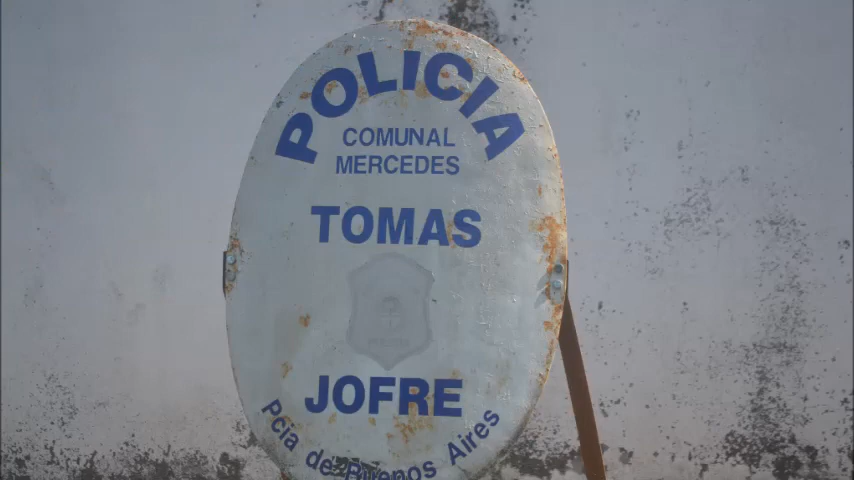 POLICIA
COMUNAL
MERCEDES
TOMAS
JOFRE
Pcia de Buenos Aires